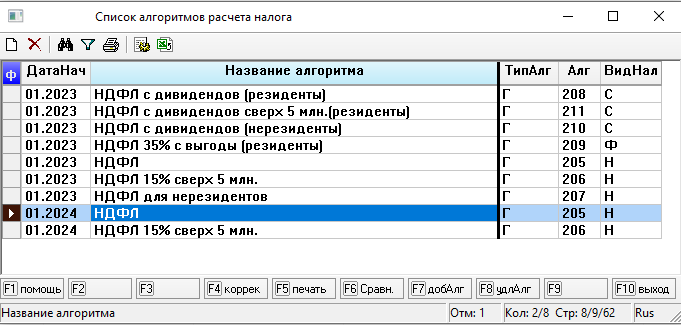 Список алгоритмов расчета налога
ф ДатаНач Название алгоритма ТипАлг Алг ВидНал
01.2023 НДФЛ с дивидендов (резиденты) Г 208 С
01.2023 НДФЛ с дивидендов сверх 5 млн.(резиденты) Г 211 С
01.2023 НДФЛ с дивидендов (нерезиденты) Г 210 С
01.2023 НДФЛ 35% с выгоды (резиденты) Г 209 Ф
01.2023 НДФЛ Г 205 Н
01.2023 НДФЛ 15% сверх 5 млн. Г 206 Н
01.2023 НДФЛ для нерезидентов Г 207 Н
01.2024 НДФЛ Г 205 Н
01.2024 НДФЛ 15% сверх 5 млн. Г 206 Н
F1 помощь F2 F3 F4 коррек F5 печать F6 Сравн. F7 добАлг F8 удлАлг F9 F10 выход
Название алгоритма Отм: 1 Кол: 2/8 Стр: 8/9/62 Rus